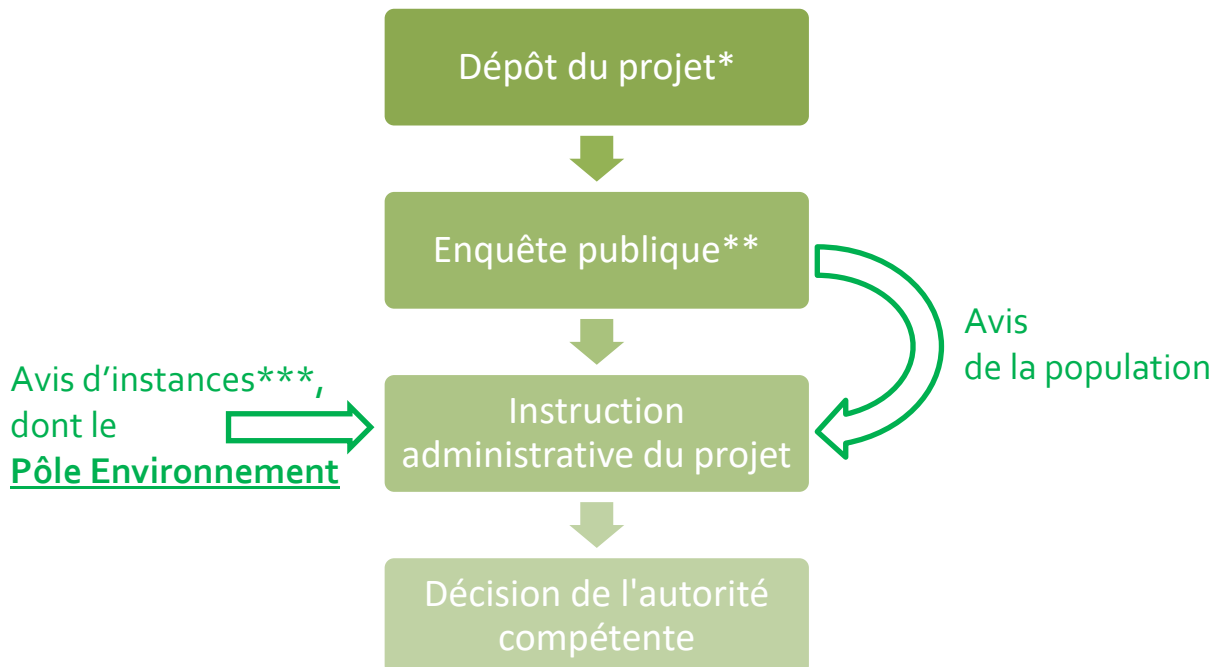 Dépôt du projet*
Enquête publique**
Avis
de la population
Avis d’instances***,
dont le
Pôle Environnement
Instruction
administrative du projet
Décision de l'autorité
compétente